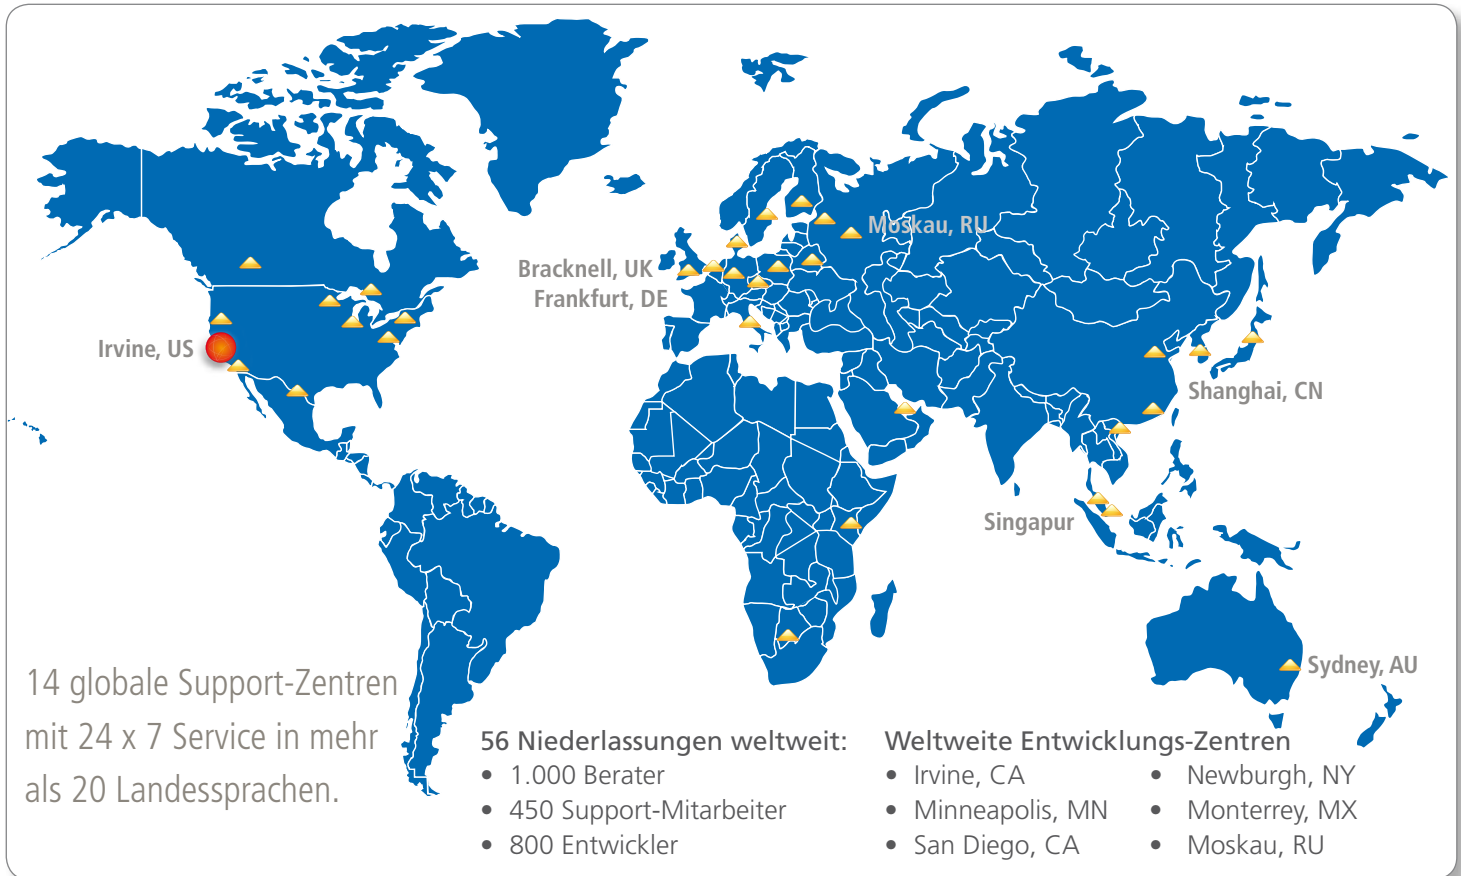 Moskau, RU
Bracknell, UK
Frankfurt, DE
Irvine, US
Shanghai, CN
Singapur
Sydney, AU
14 globale Support-Zentren
mit 24 x 7 Service in mehr
als 20 Landessprachen.
56 Niederlassungen weltweit:
• 1.000 Berater
• 450 Support-Mitarbeiter
• 800 Entwickler
Weltweite Entwicklungs-Zentren
• Irvine, CA
• Minneapolis, MN
• San Diego, CA
• Newburgh, NY
• Monterrey, MX
• Moskau, RU